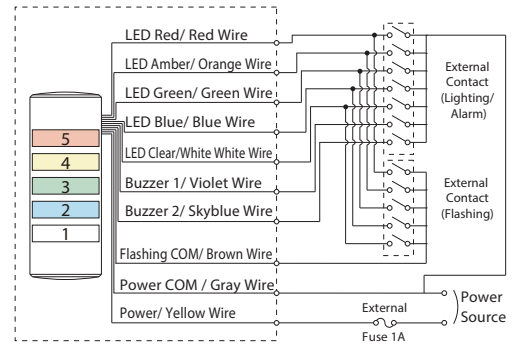 LED Red/ Red Wire
LED Amber/ Orange Wire
LED Green/ Green Wire
LED Blue/ Blue Wire
LED Clear/White White Wire
Buzzer 1/ Violet Wire
Buzzer 2/ Skyblue Wire
Flashing COM/ Brown Wire
Power COM / Gray Wire
Power/ Yellow Wire
5
4
3
2
1
External
Contact
(Lighting/
Alarm)
External
Contact
(Flashing)
Power
Source
External
Fuse 1A